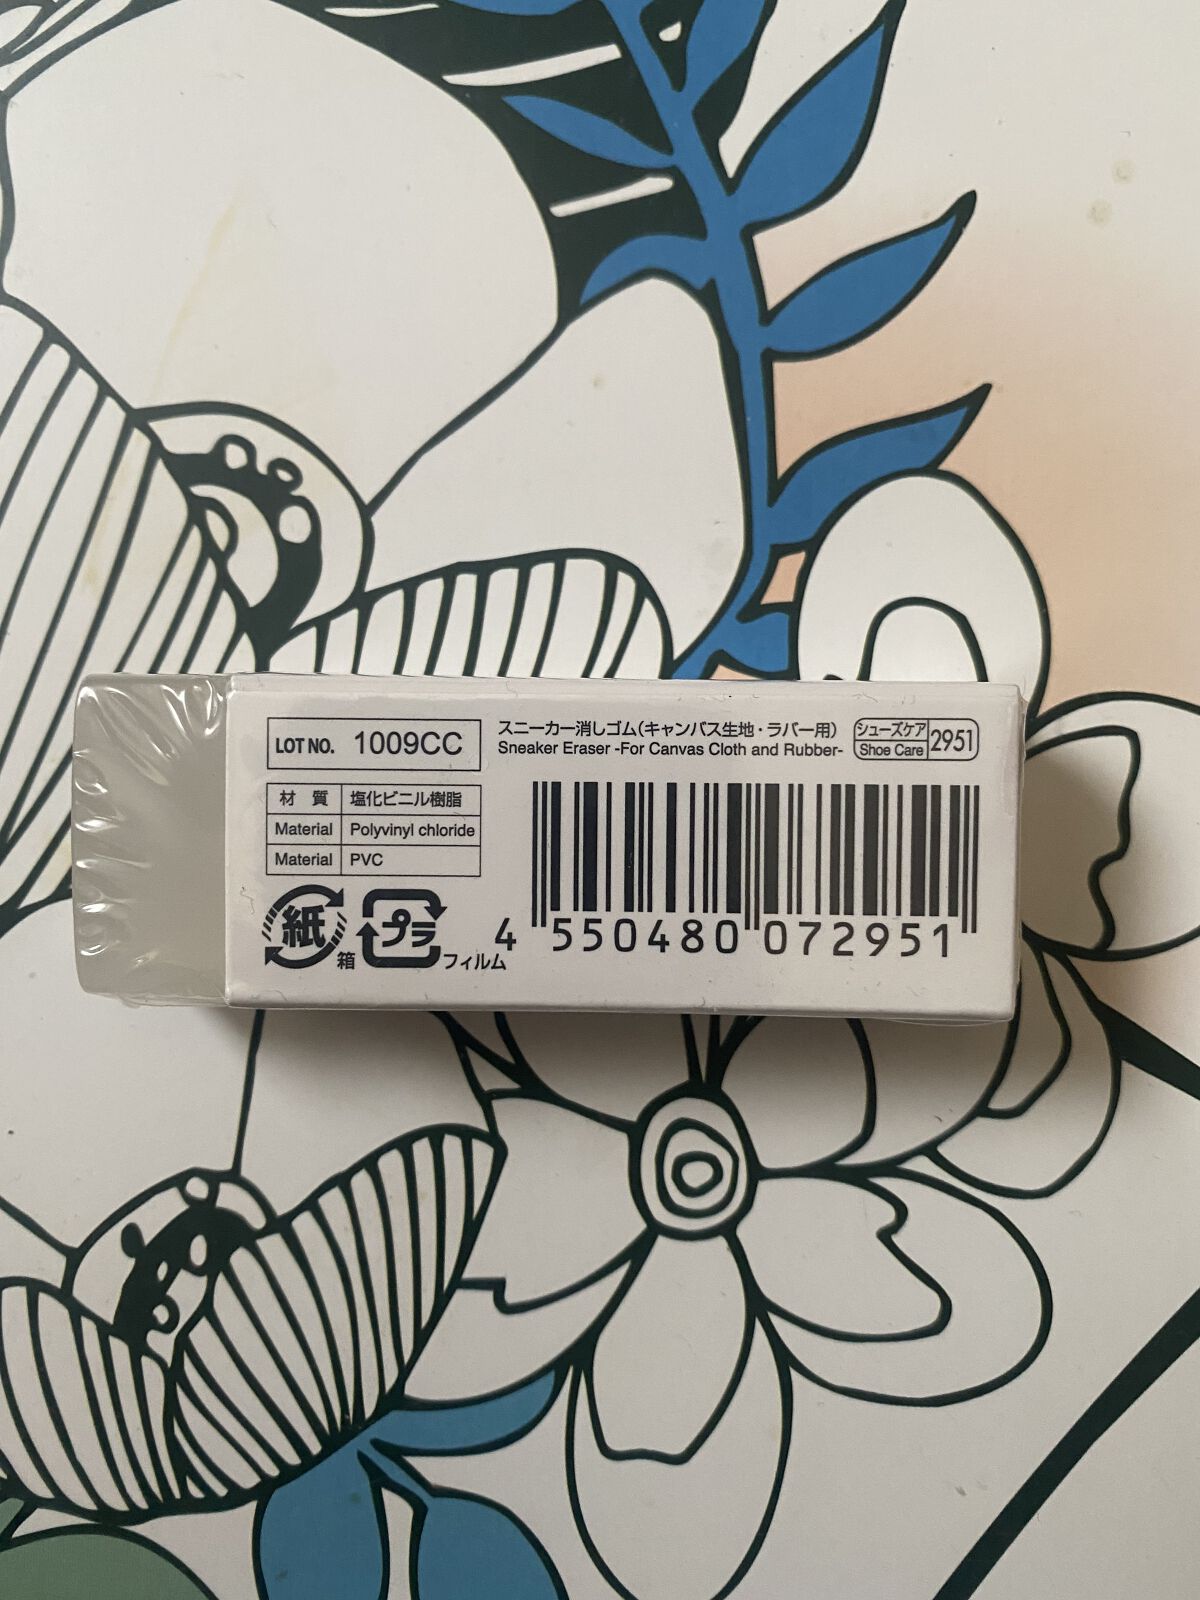 LOT NO. 1009CC
材 質 塩化ビニル樹脂
Material Polyvinyl chloride
Material PVC
紙 箱
プラ フィルム
スニーカー消しゴム(キャンバス生地・ラバー用)
Sneaker Eraser -For Canvas Cloth and Rubber-
シューズケア
Shoe Care
2951
4 550480 072951